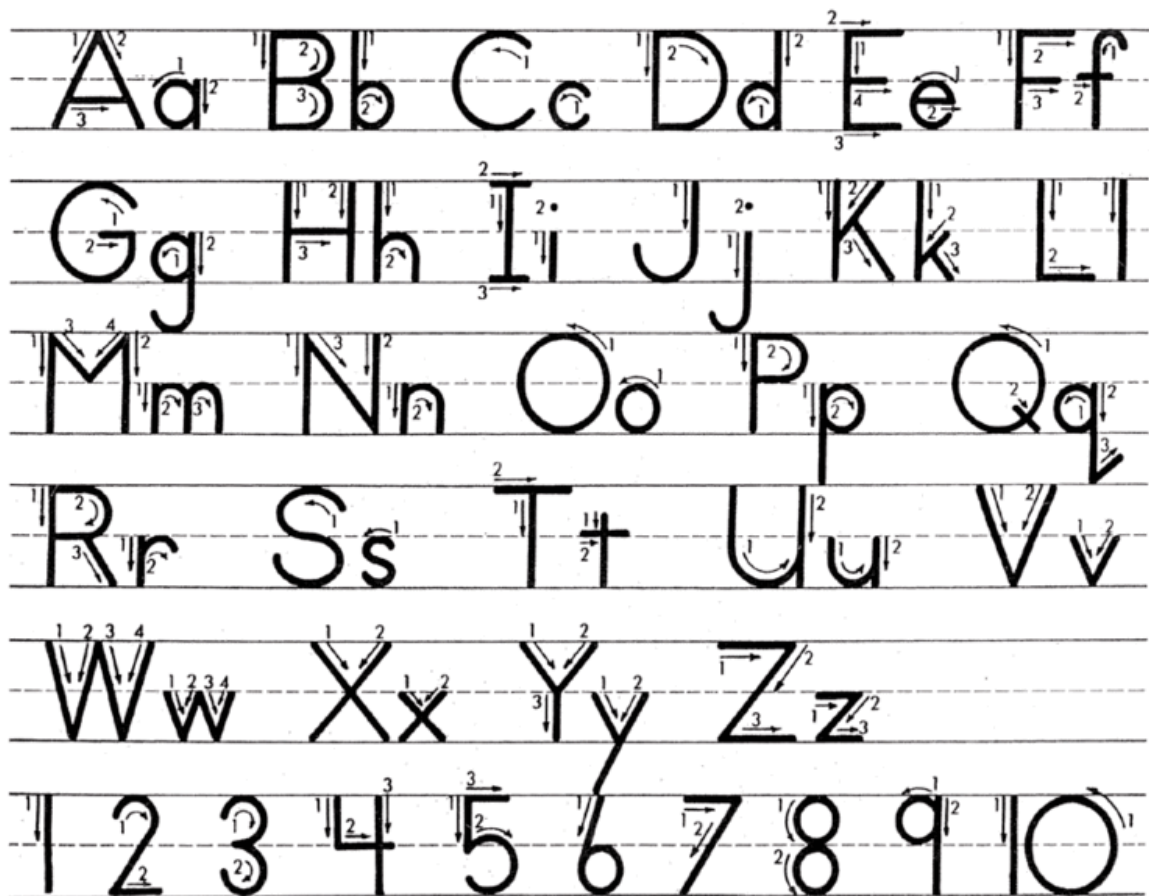 Aa Bb Cc Dd Ee Ff
Gg Hh Ii Jj Kk Ll
Mm Nn Oo Pp Qq
Rr Ss Tt Uu Vv
Ww Xx Yy Zz
1 2 3 4 5 6 7 8 9 10